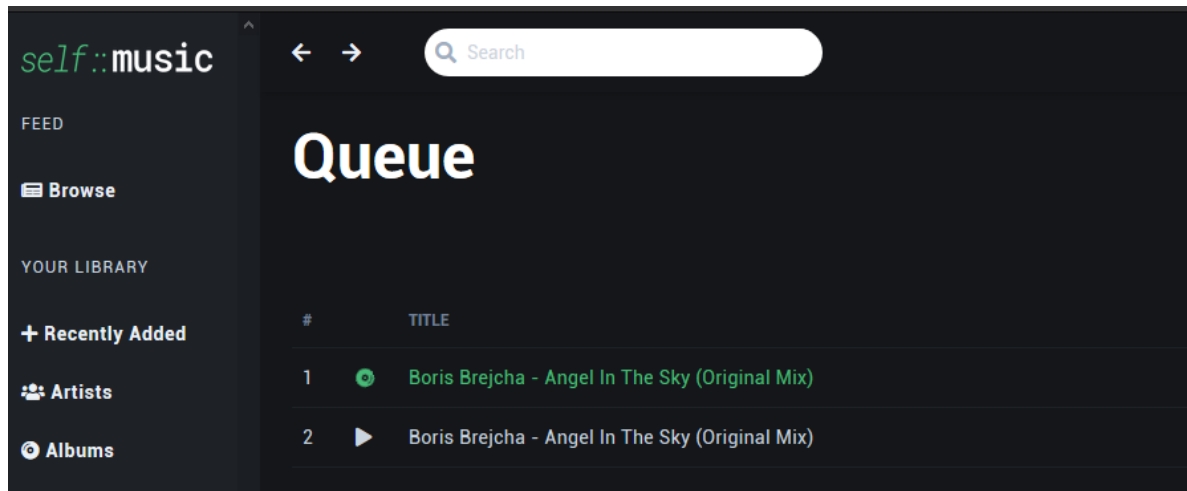 self::music
FEED
Browse
YOUR LIBRARY
Recently Added
Artists
Albums
Search
Queue
# TITLE
1 Boris Brejcha - Angel In The Sky (Original Mix)
2 Boris Brejcha - Angel In The Sky (Original Mix)